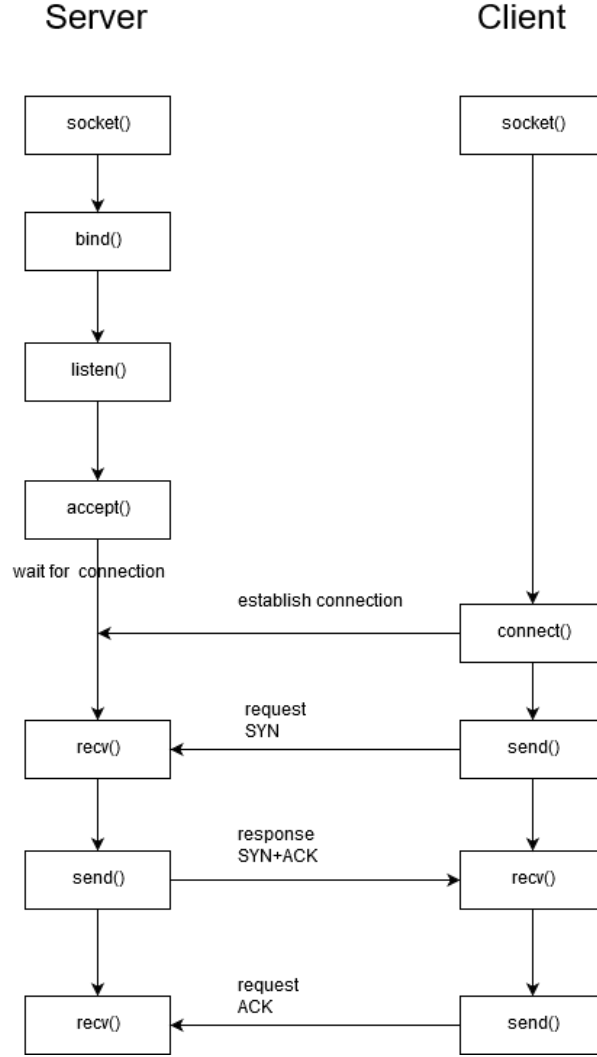 Server
Client
socket()
socket()
bind()
listen()
accept()
wait for connection
establish connection
connect()
request
SYN
recv()
send()
response
SYN+ACK
send()
recv()
request
ACK
recv()
send()